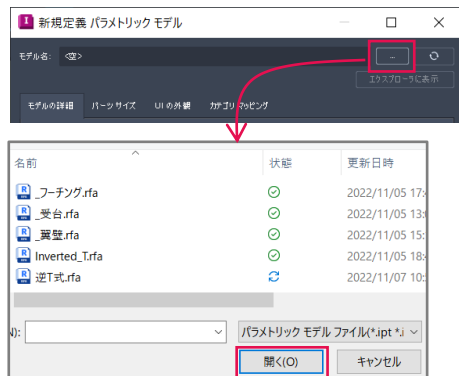 新規定義 パラメトリック モデル
モデル名: <空> ...
エクスプローラに表示
モデルの詳細 パーツ サイズ UI の外観 カテゴリ マッピング
名前 状態 更新日時
_フーチング.rfa 2022/11/05 17:
_受台.rfa 2022/11/05 13:
_翼壁.rfa 2022/11/05 15:
Inverted_T.rfa 2022/11/05 18:
逆T式.rfa 2022/11/07 10:
N): パラメトリック モデル ファイル(*.ipt *.i
開く(O) キャンセル